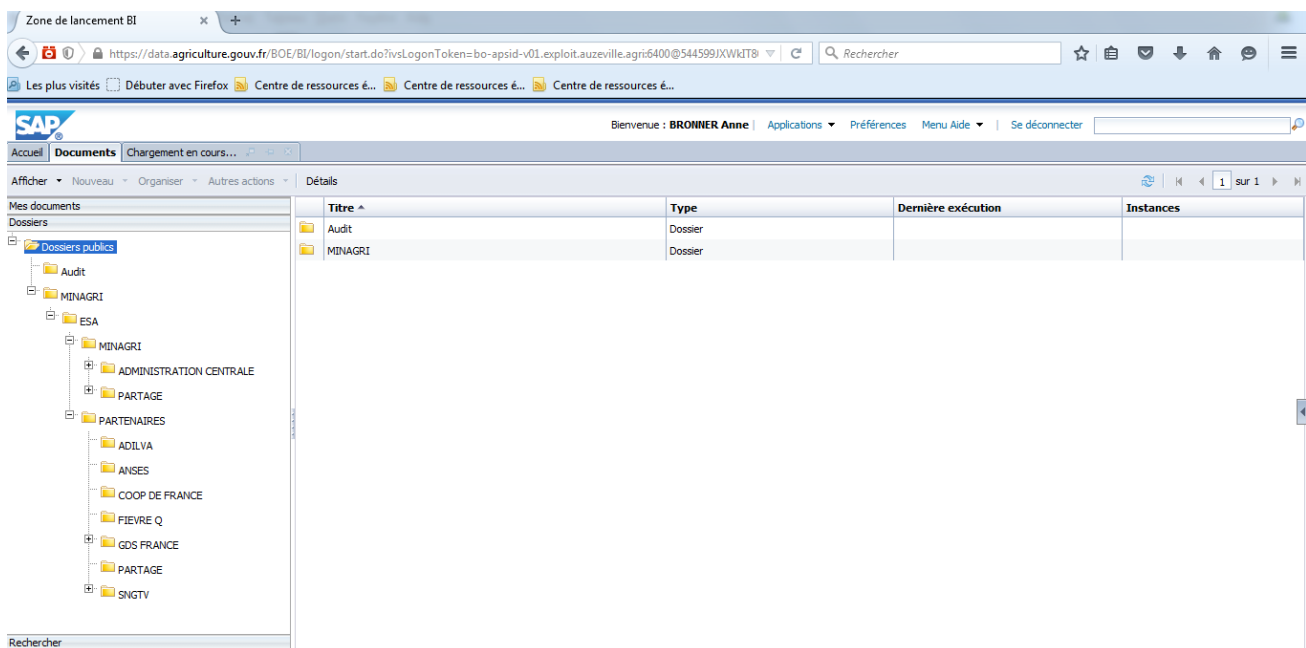 Zone de lancement BI
https://data.agriculture.gouv.fr/BOE/BI/logon/start.do?ivsLogonToken=bo-apsid-v01.exploit.auzeville.agri:6400@544599JXWkIT8
Rechercher
Les plus visités Débuter avec Firefox Centre de ressources é... Centre de ressources é... Centre de ressources é...
SAP
Bienvenue : BRONNER Anne | Applications Préférences Menu Aide | Se déconnecter
Accueil Documents Chargement en cours...
Afficher Nouveau Organiser Autres actions Détails 1 sur 1
Mes documents
Dossiers
Titre Type Dernière exécution Instances
Audit Dossier
MINAGRI Dossier
Dossiers publics
Audit
MINAGRI
ESA
MINAGRI
ADMINISTRATION CENTRALE
PARTAGE
PARTENAIRES
ADILVA
ANSES
COOP DE FRANCE
FIEVRE Q
GDS FRANCE
PARTAGE
SNGTV
Rechercher